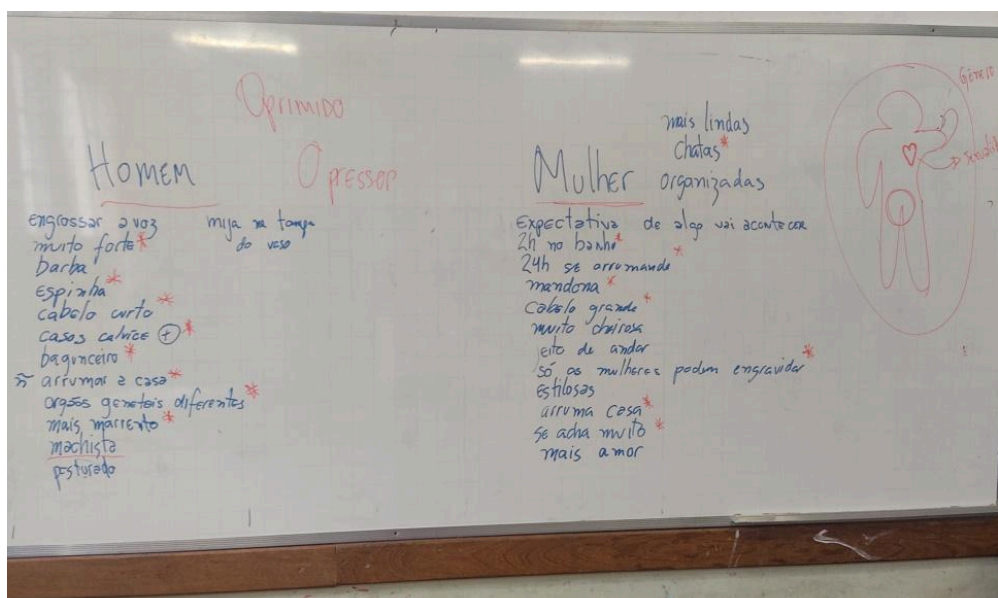 Oprimido
Homem
Opressor
engrossar a voz
mija na tampa
do vaso
muito forte*
barba
Espinha*
cabelo curto*
casos calvice + *
bagunceiro*
ñ arrumar a casa*
orgãos genetais diferentes*
mais marrento*
machista
posturado
mais lindas
chatas*
Mulher organizadas
Expectativa de algo vai acontecer
2h no banho*
24h se arrumando*
mandona*
Cabelo grande*
muito cheirosa
eito de andar
só as mulheres podem engravidar*
Estilosas
arruma casa*
se acha muito*
mais amor
Gênero